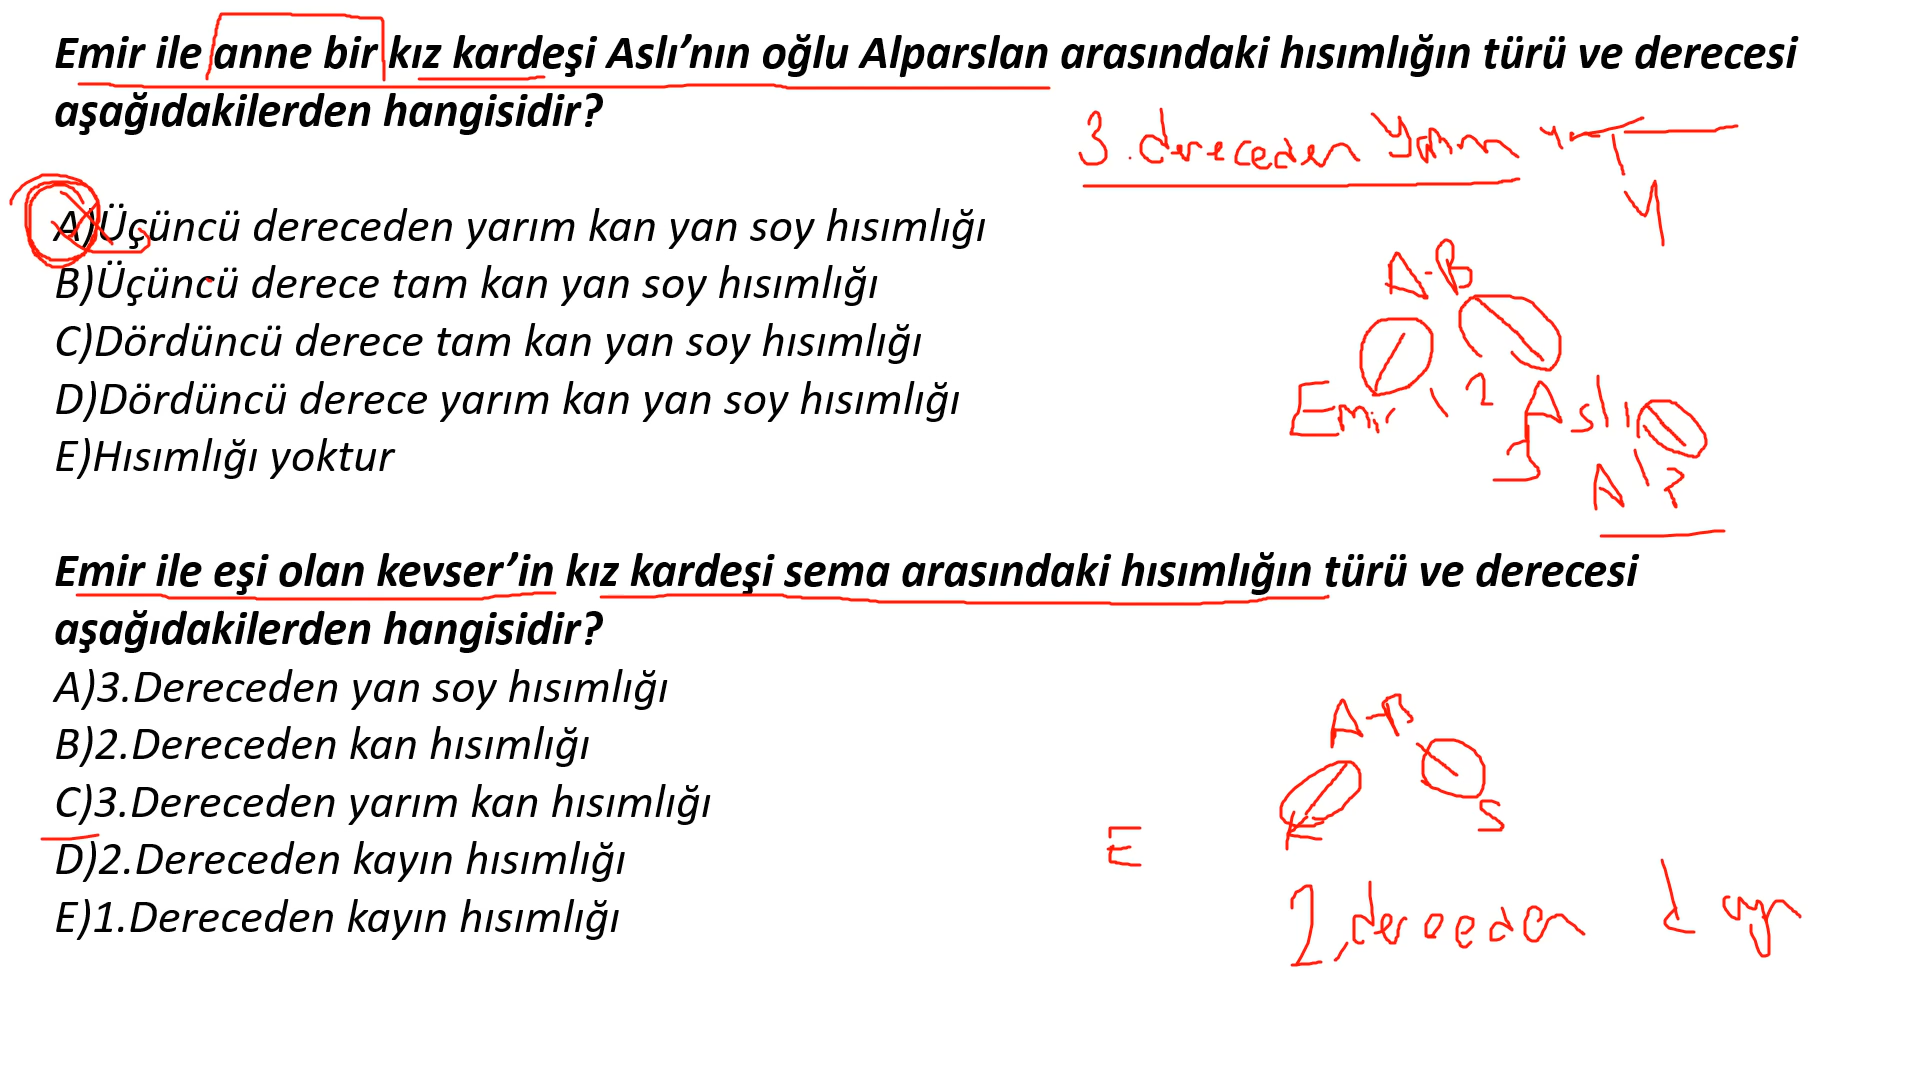 Emir ile anne bir kız kardeşi Aslı’nın oğlu Alparslan arasındaki hısımlığın türü ve derecesi
aşağıdakilerden hangisidir?
3.dereceden Yarım
A)Üçüncü dereceden yarım kan yan soy hısımlığı
B)Üçüncü derece tam kan yan soy hısımlığı
C)Dördüncü derece tam kan yan soy hısımlığı
D)Dördüncü derece yarım kan yan soy hısımlığı
E)Hısımlığı yoktur
A-B
Emir 1 2 Aslı
3
A
Emir ile eşi olan kevser’in kız kardeşi sema arasındaki hısımlığın türü ve derecesi
aşağıdakilerden hangisidir?
A)3.Dereceden yan soy hısımlığı
B)2.Dereceden kan hısımlığı
C)3.Dereceden yarım kan hısımlığı
D)2.Dereceden kayın hısımlığı
E)1.Dereceden kayın hısımlığı
A-B
E K S
2.dereceden